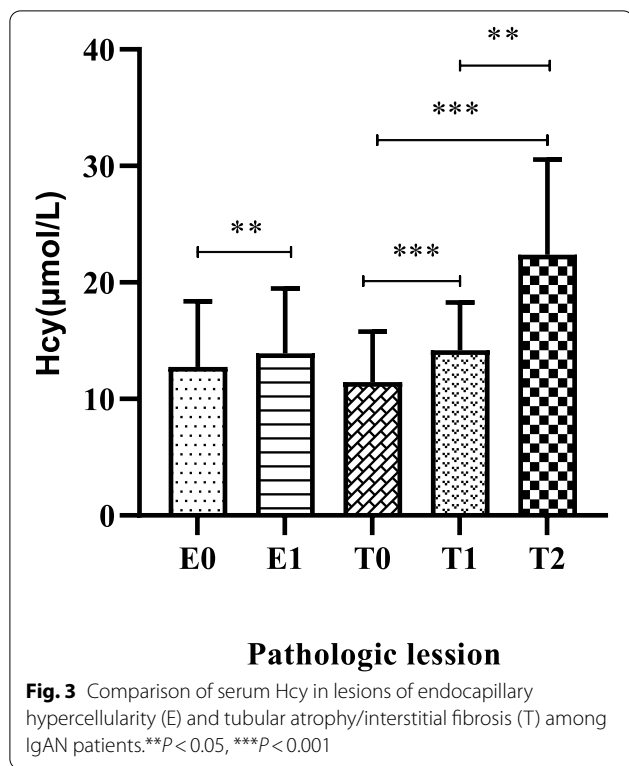 40
**
***
30
**
***
20
10
0
Hcy(µmol/L)
E0 E1 T0 T1 T2
Pathologic lession
Fig. 3 Comparison of serum Hcy in lesions of endocapillary
hypercellularity (E) and tubular atrophy/interstitial fibrosis (T) among
IgAN patients.**P < 0.05, ***P < 0.001